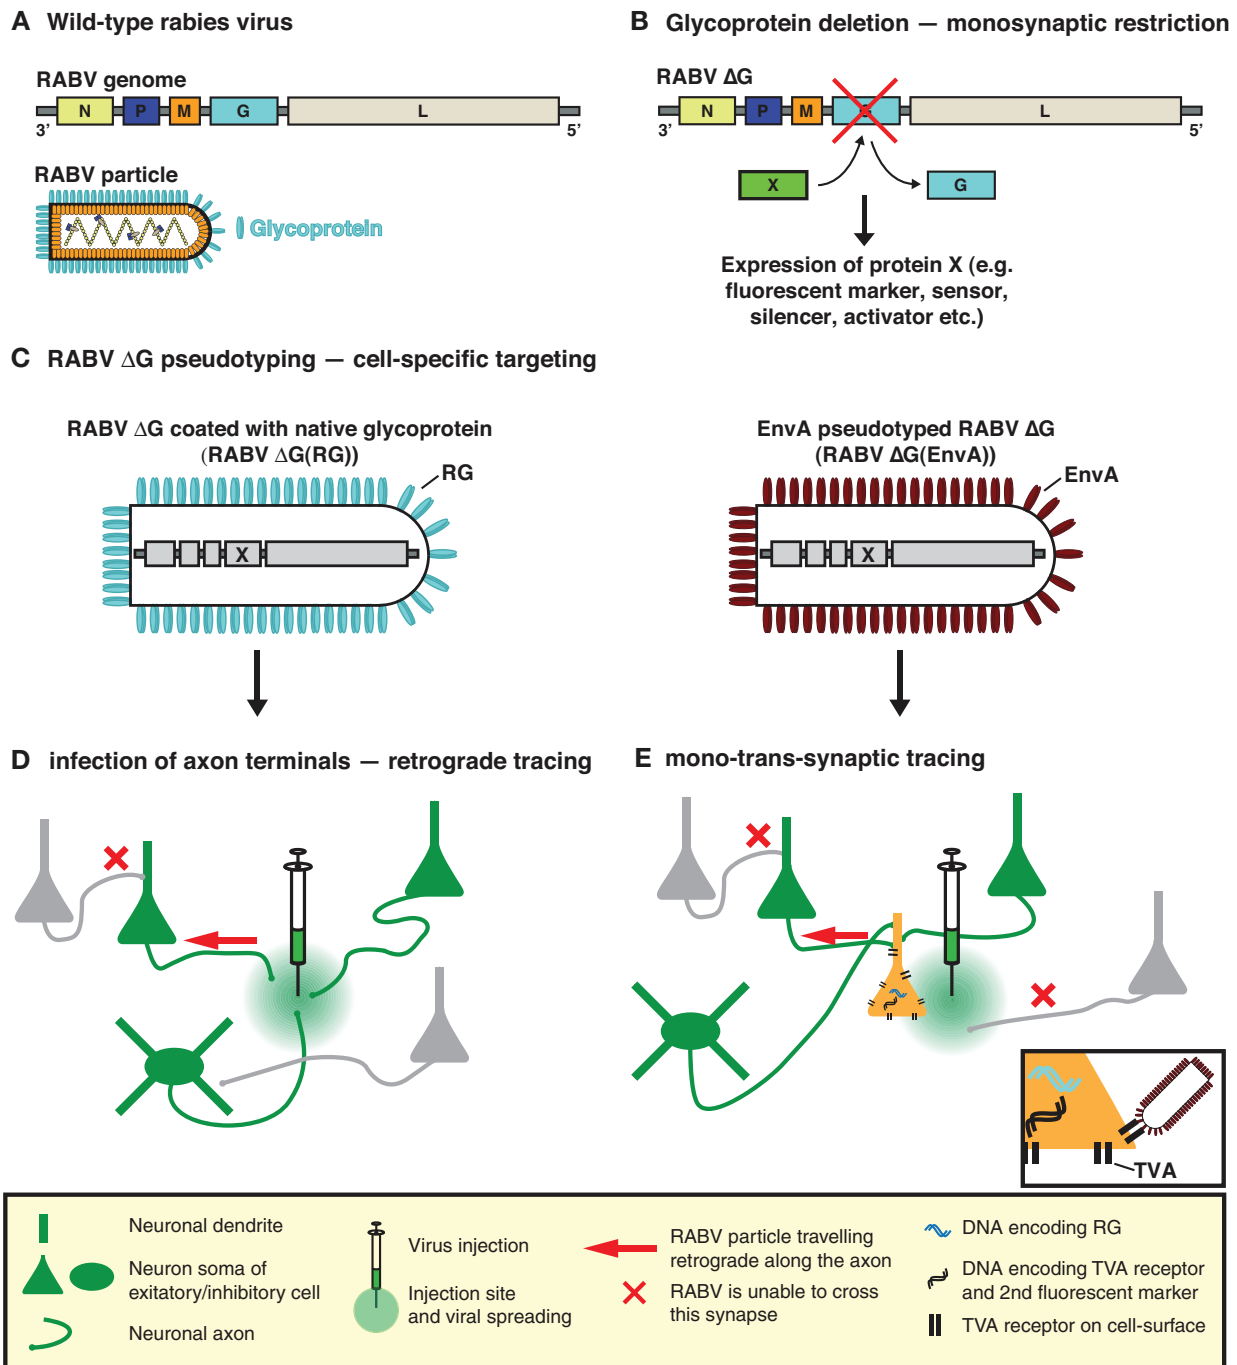 A Wild-type rabies virus
RABV genome
N P M G L
3’ 5’
RABV particle
Glycoprotein
B Glycoprotein deletion — monosynaptic restriction
RABV ΔG
N P M L
3’ 5’
X G
Expression of protein X (e.g.
fluorescent marker, sensor,
silencer, activator etc.)
C RABV ΔG pseudotyping — cell-specific targeting
RABV ΔG coated with native glycoprotein
(RABV ΔG(RG))
RG
X
EnvA pseudotyped RABV ΔG
(RABV ΔG(EnvA))
EnvA
X
D infection of axon terminals — retrograde tracing
E mono-trans-synaptic tracing
TVA
Neuronal dendrite
Neuron soma of
exitatory/inhibitory cell
Neuronal axon
Virus injection
Injection site
and viral spreading
RABV particle travelling
retrograde along the axon
RABV is unable to cross
this synapse
DNA encoding RG
DNA encoding TVA receptor
and 2nd fluorescent marker
TVA receptor on cell-surface